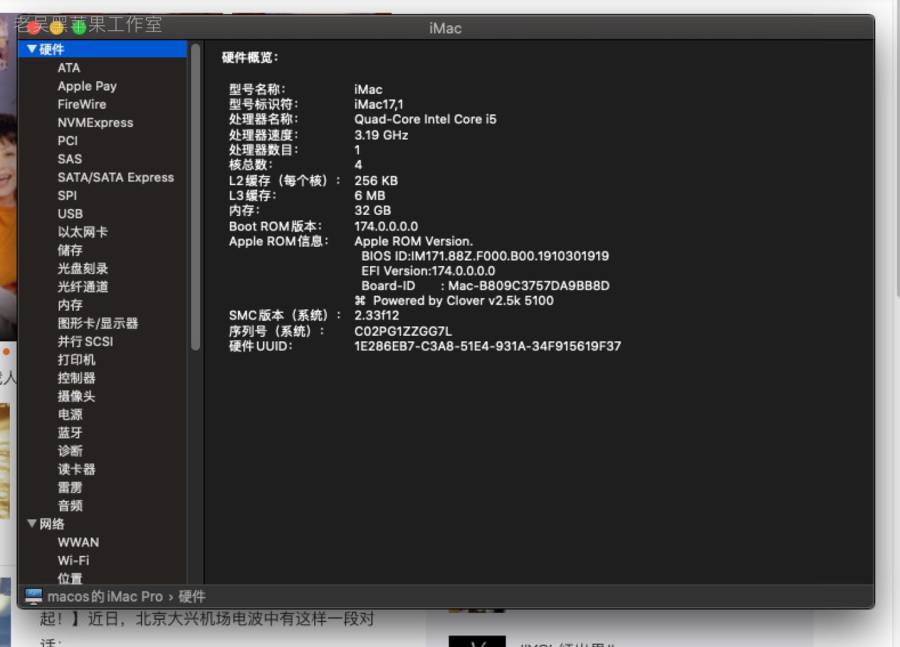 老吴黑苹果工作室
iMac
硬件
ATA
Apple Pay
FireWire
NVMExpress
PCI
SAS
SATA/SATA Express
SPI
USB
以太网卡
储存
光盘刻录
光纤通道
内存
图形卡/显示器
并行 SCSI
打印机
控制器
摄像头
电源
蓝牙
诊断
读卡器
雷雳
音频
网络
WWAN
Wi-Fi
位置
硬件概览：
型号名称： iMac
型号标识符： iMac17,1
处理器名称： Quad-Core Intel Core i5
处理器速度： 3.19 GHz
处理器数目： 1
核总数： 4
L2 缓存（每个核）： 256 KB
L3 缓存： 6 MB
内存： 32 GB
Boot ROM 版本： 174.0.0.0.0
Apple ROM 信息： Apple ROM Version.
BIOS ID:IM171.88Z.F000.B00.1910301919
EFI Version:174.0.0.0.0
Board-ID : Mac-B809C3757DA9BB8D
⌘ Powered by Clover v2.5k 5100
SMC 版本（系统）： 2.33f12
序列号（系统）： C02PG1ZZGG7L
硬件 UUID： 1E286EB7-C3A8-51E4-931A-34F915619F37
macos的iMac Pro › 硬件
起！】近日，北京大兴机场电波中有这样一段对